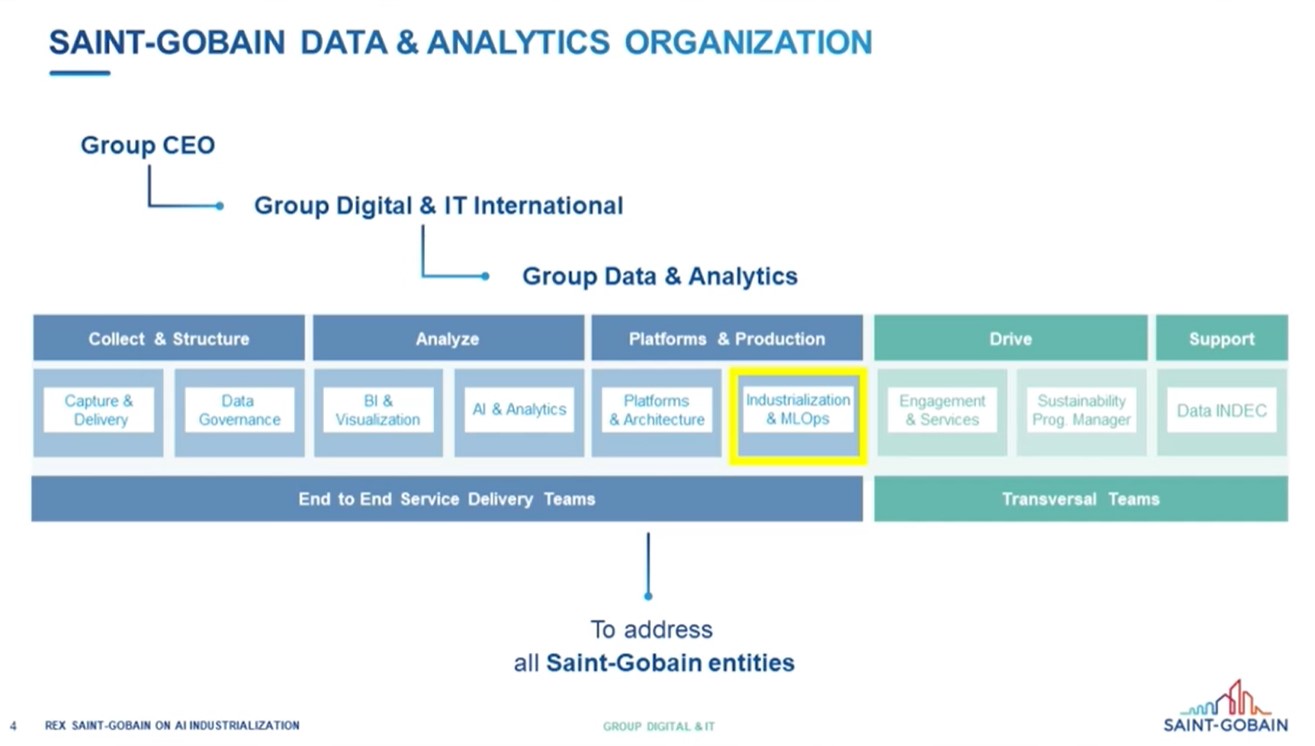 SAINT-GOBAIN DATA & ANALYTICS ORGANIZATION
Group CEO
Group Digital & IT International
Group Data & Analytics
Collect & Structure
Analyze
Platforms & Production
Drive
Support
Capture &
Delivery
Data
Governance
BI &
Visualization
AI & Analytics
Platforms
& Architecture
Industrialization
& MLOps
Engagement
& Services
Sustainability
Prog. Manager
Data INDEC
End to End Service Delivery Teams
Transversal Teams
To address
all Saint-Gobain entities
4
REX SAINT-GOBAIN ON AI INDUSTRIALIZATION
GROUP DIGITAL & IT
SAINT-GOBAIN